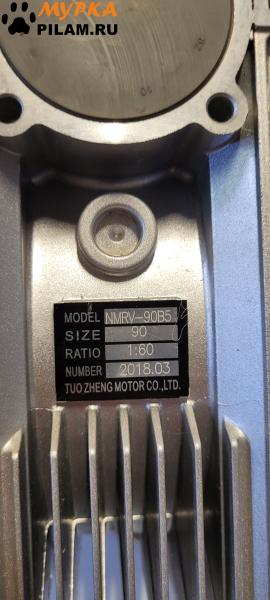 МУРКА
PILAM.RU
MODEL NMRV-90B5
SIZE 90
RATIO 1:60
NUMBER 2018.03
TUO ZHENG MOTOR CO.,LTD.